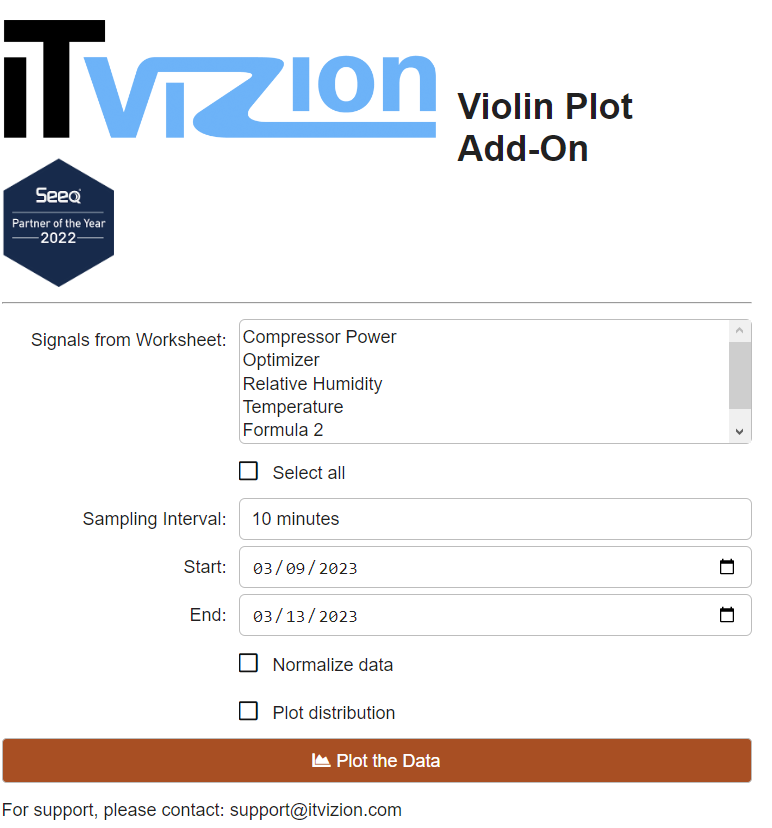 iTvizion
Violin Plot
Add-On
Seeq
Partner of the Year
2022
Signals from Worksheet:
Compressor Power
Optimizer
Relative Humidity
Temperature
Formula 2
Select all
Sampling Interval: 10 minutes
Start: 03/09/2023
End: 03/13/2023
Normalize data
Plot distribution
Plot the Data
For support, please contact: support@itvizion.com